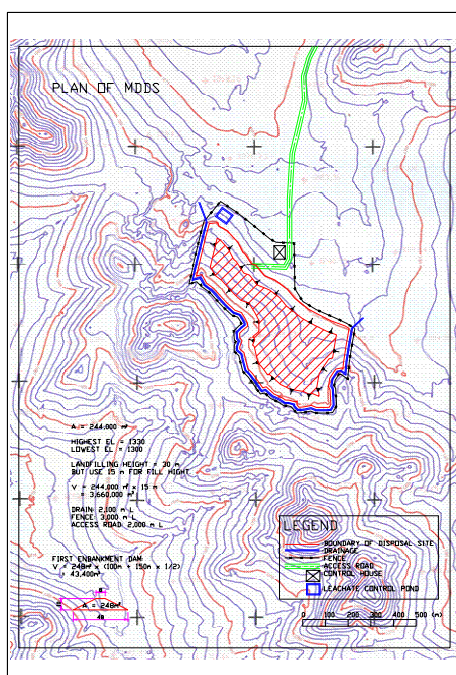 PLAN OF MDDS
A = 244,000 m²
HIGHEST EL = 1330
LOWEST EL = 1300
LANDFILLING HEIGHT = 30 m
BUT USE 15 m FOR FILL HIGHT
V = 244,000 m² x 15 m
= 3,660,000 m³
DRAIN: 2,100 m L
FENCE: 3,000 m L
ACCESS ROAD: 2,000 m L
FIRST ENBANKMENT DAM:
V = 248m² x (100m + 150m x 1/2)
= 43,400m³
A = 248m²
LEGEND
BOUNDARY OF DISPOSAL SITE
DRAINAGE
FENCE
ACCESS ROAD
CONTROL HOUSE
LEACHATE CONTROL POND
0 100 200 300 400 500 (m)